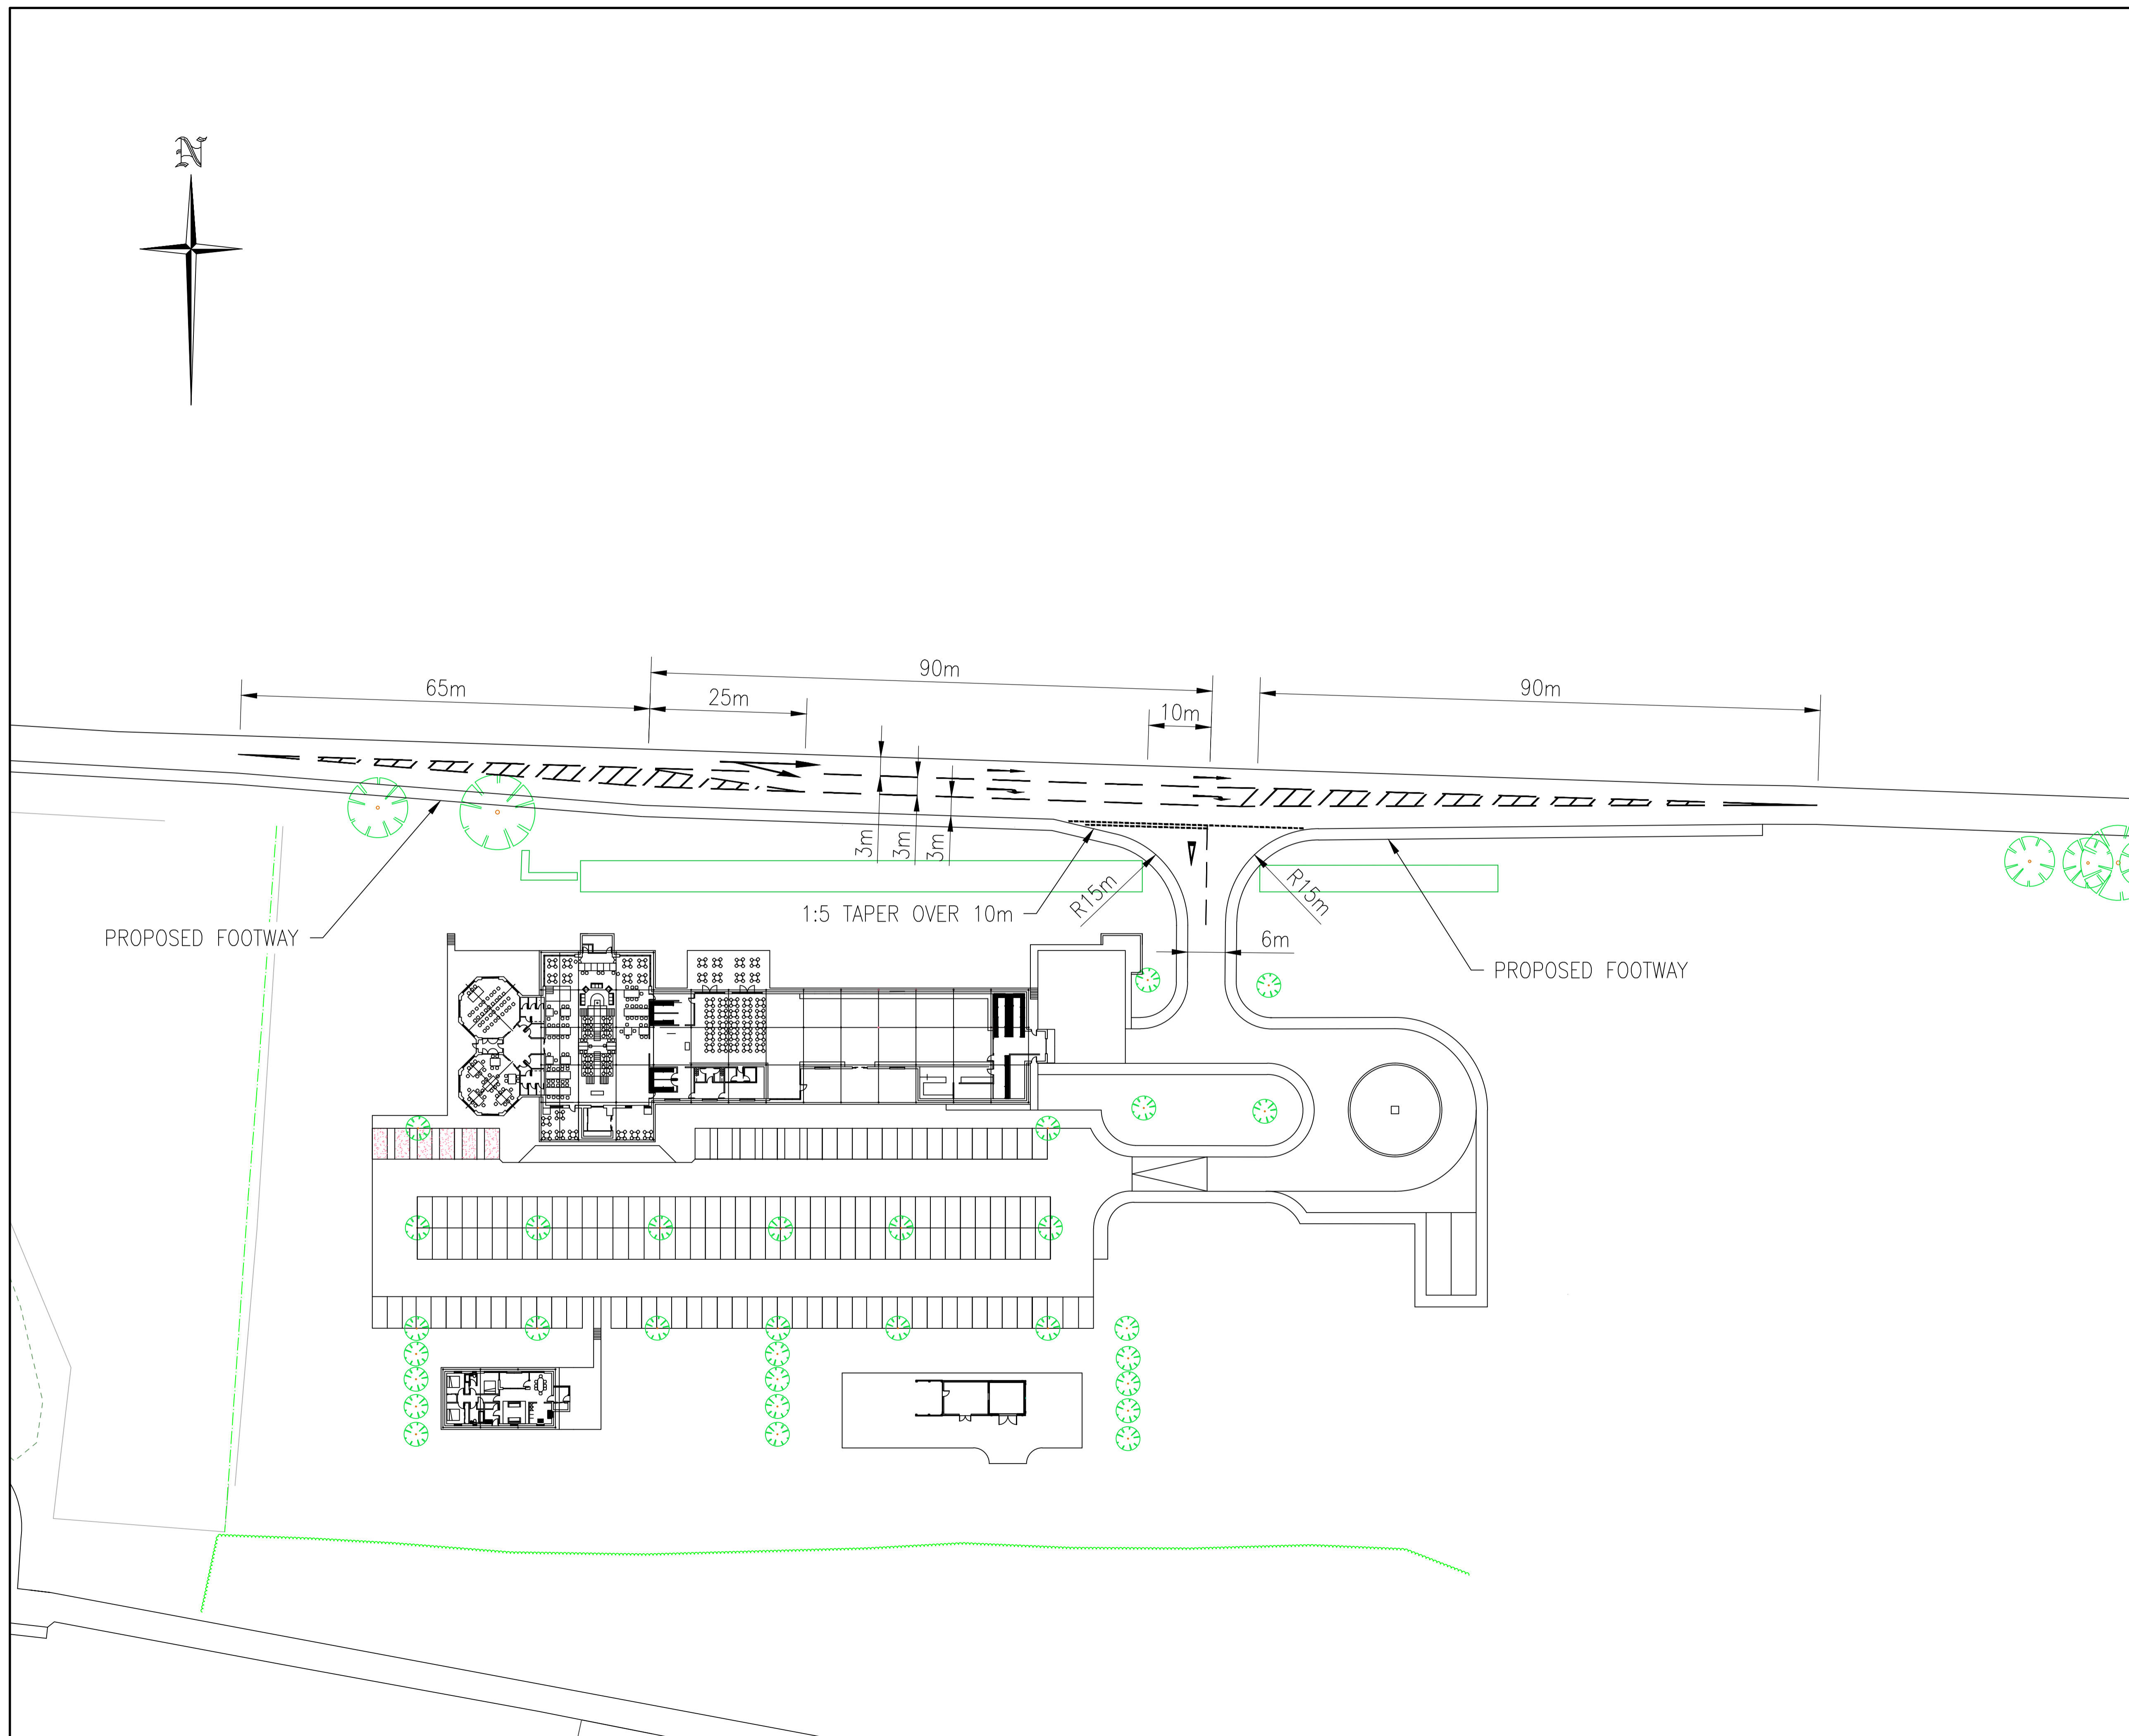 N
90m
65m
90m
25m
10m
3m
3m
3m
R15m
R15m
1:5 TAPER OVER 10m
PROPOSED FOOTWAY
6m
PROPOSED FOOTWAY